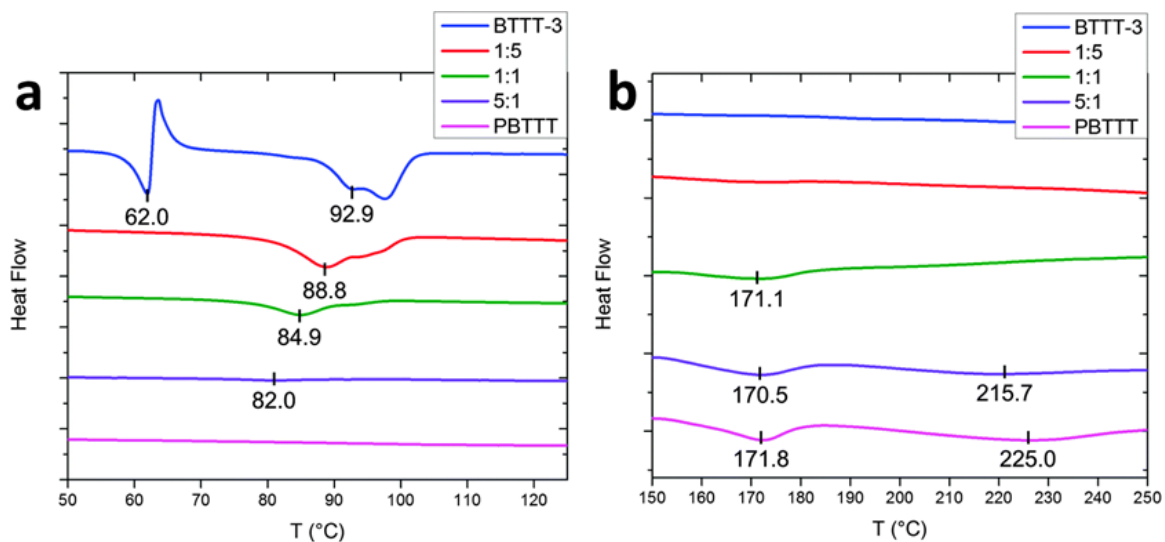 a
BTTT-3
1:5
1:1
5:1
PBTTT
62.0
92.9
88.8
84.9
82.0
Heat Flow
50 60 70 80 90 100 110 120
T (°C)
b
BTTT-3
1:5
1:1
5:1
PBTTT
171.1
170.5
215.7
171.8
225.0
Heat Flow
150 160 170 180 190 200 210 220 230 240 250
T (°C)